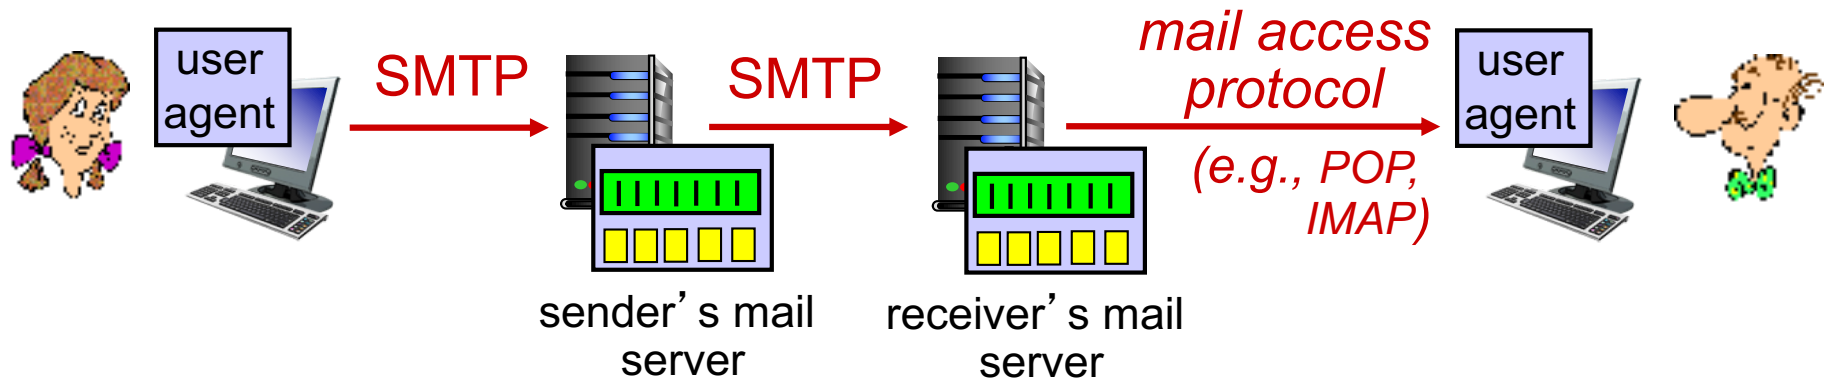 user
agent
SMTP
SMTP
mail access
protocol
(e.g., POP,
IMAP)
user
agent
sender’s mail
server
receiver’s mail
server